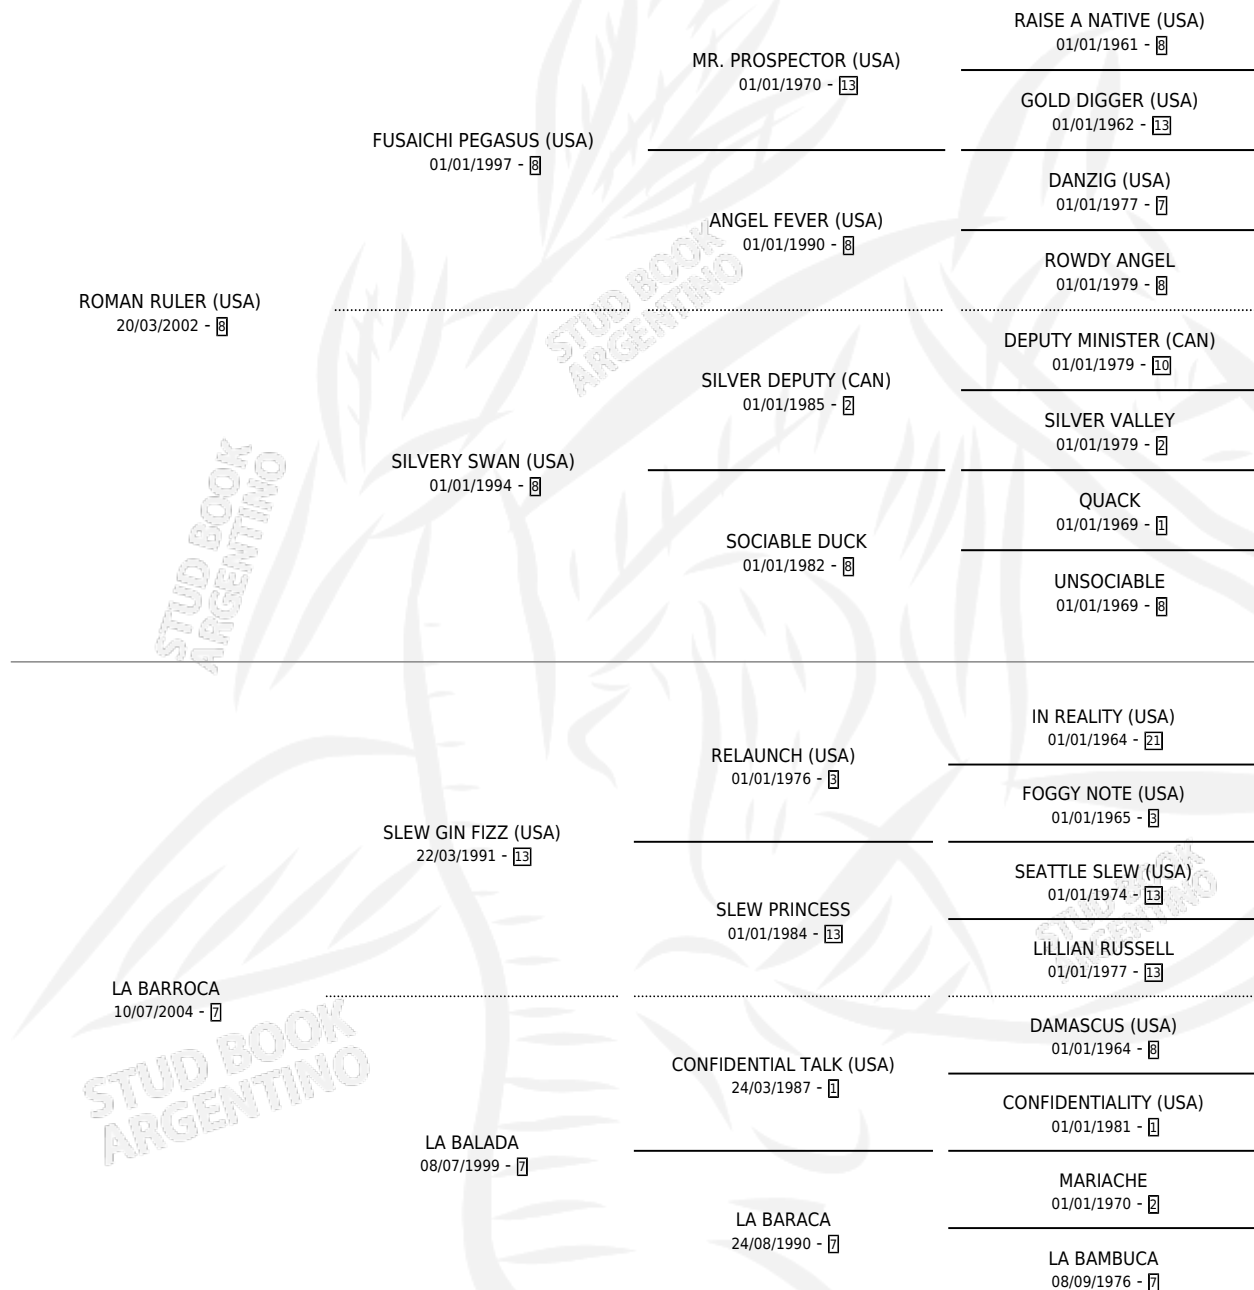 RAISE A NATIVE (USA)
01/01/1961 - 8
MR. PROSPECTOR (USA)
01/01/1970 - 13
GOLD DIGGER (USA)
01/01/1962 - 13
FUSAICHI PEGASUS (USA)
01/01/1997 - 8
DANZIG (USA)
01/01/1977 - 7
ANGEL FEVER (USA)
01/01/1990 - 8
ROWDY ANGEL
01/01/1979 - 8
ROMAN RULER (USA)
20/03/2002 - 8
DEPUTY MINISTER (CAN)
01/01/1979 - 10
SILVER DEPUTY (CAN)
01/01/1985 - 2
SILVER VALLEY
01/01/1979 - 2
SILVERY SWAN (USA)
01/01/1994 - 8
QUACK
01/01/1969 - 1
SOCIABLE DUCK
01/01/1982 - 8
UNSOCIABLE
01/01/1969 - 8
IN REALITY (USA)
01/01/1964 - 21
RELAUNCH (USA)
01/01/1976 - 3
FOGGY NOTE (USA)
01/01/1965 - 3
SLEW GIN FIZZ (USA)
22/03/1991 - 13
SEATTLE SLEW (USA)
01/01/1974 - 13
SLEW PRINCESS
01/01/1984 - 13
LILLIAN RUSSELL
01/01/1977 - 13
LA BARROCA
10/07/2004 - 7
DAMASCUS (USA)
01/01/1964 - 8
CONFIDENTIAL TALK (USA)
24/03/1987 - 1
CONFIDENTIALITY (USA)
01/01/1981 - 1
LA BALADA
08/07/1999 - 7
MARIACHE
01/01/1970 - 2
LA BARACA
24/08/1990 - 7
LA BAMBUCA
08/09/1976 - 7
STUD BOOK
ARGENTINO
STUD BOOK
ARGENTINO
STUD BOOK
ARGENTINO
STUD BOOK
ARGENTINO